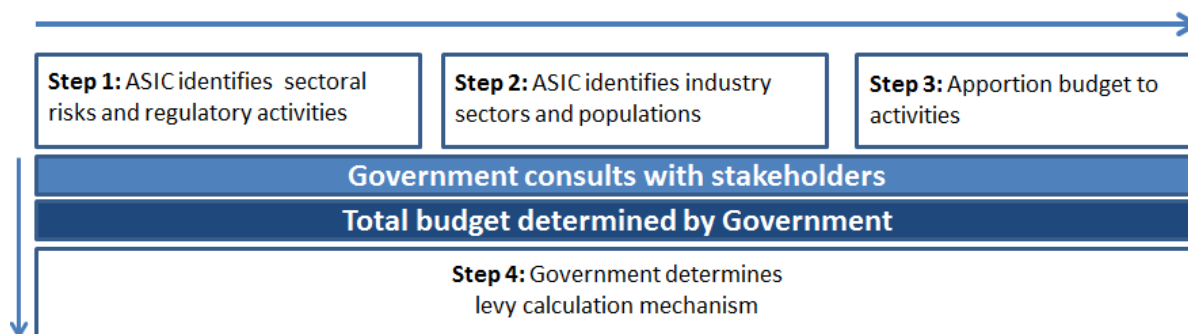 Step 1: ASIC identifies sectoral
risks and regulatory activities
Step 2: ASIC identifies industry
sectors and populations
Step 3: Apportion budget to
activities
Government consults with stakeholders
Total budget determined by Government
Step 4: Government determines
levy calculation mechanism